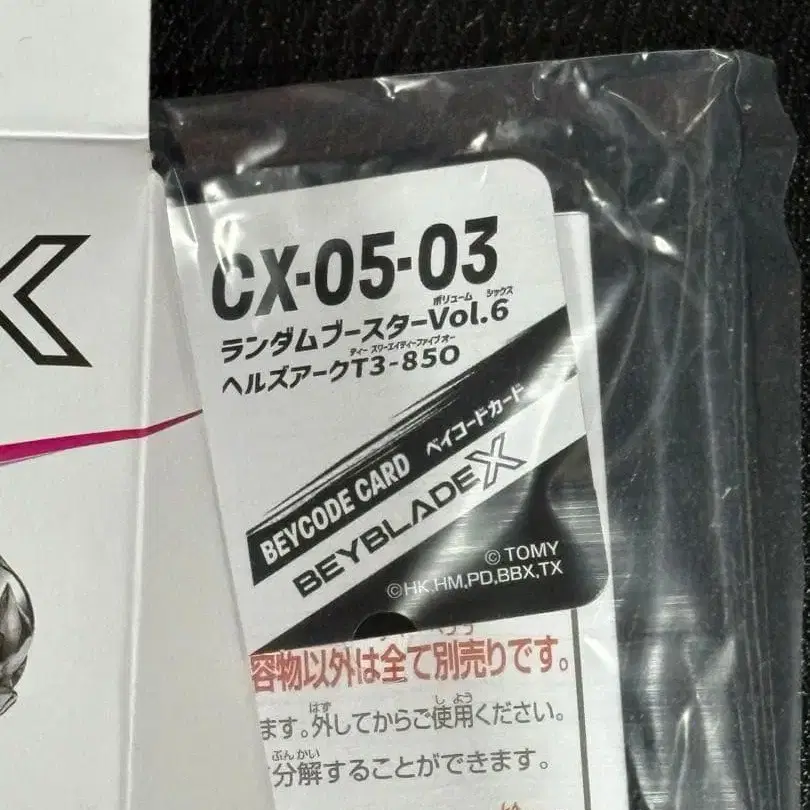 CX-05-03
ボリューム シックス
ランダムブースターVol.6
ティー スリーエイティーファイブ オー
ヘルズアークT3-85O
BEYCODE CARD ベイコードカード
BEYBLADE X
© TOMY
©HK,HM,PD,BBX,TX
容物以外は全て別売りです。
はず し よう
ます。外してからご使用ください。
ぶんかい
分解することができます。